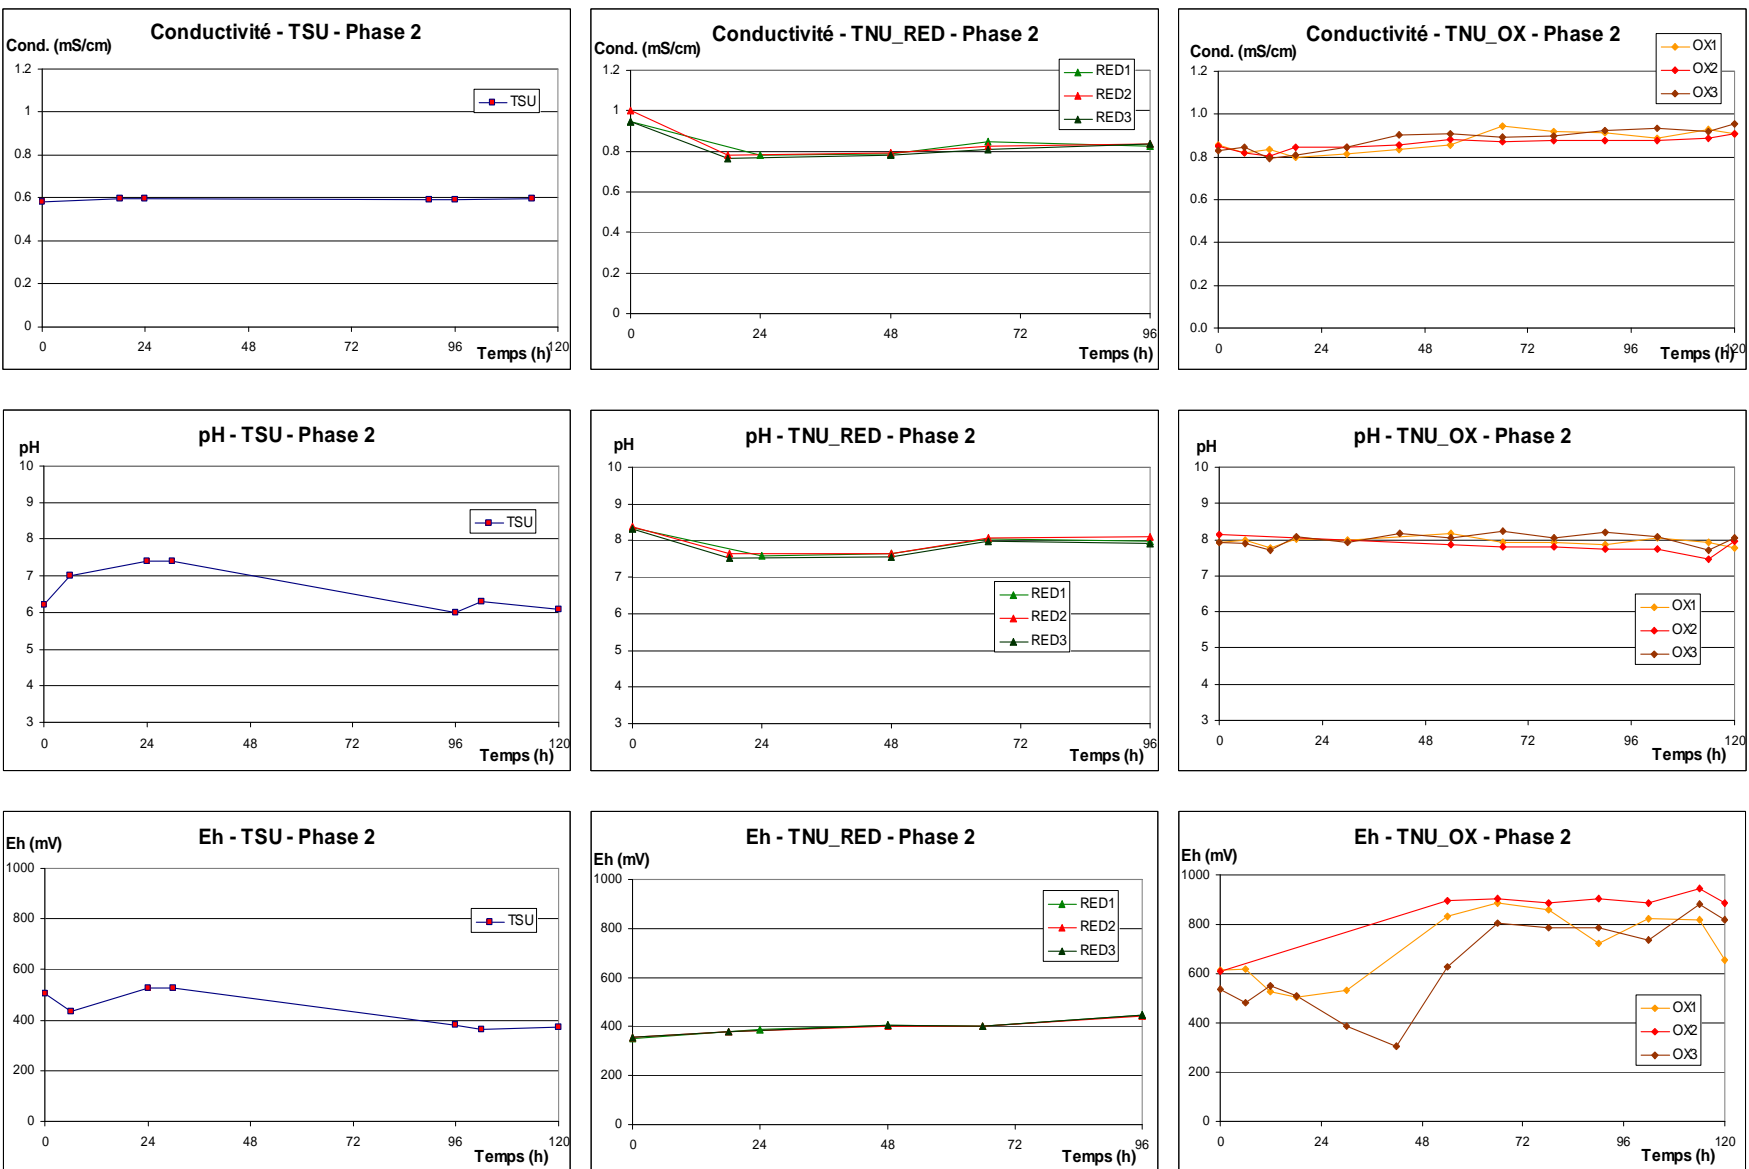 Conductivité - TSU - Phase 2
Cond. (mS/cm)
1.2
1
0.8
0.6
0.4
0.2
0
0 24 48 72 96 120
Temps (h)
TSU
Conductivité - TNU_RED - Phase 2
Cond. (mS/cm)
1.2
1
0.8
0.6
0.4
0.2
0
0 24 48 72 96
Temps (h)
RED1
RED2
RED3
Conductivité - TNU_OX - Phase 2
Cond. (mS/cm)
1.2
1.0
0.8
0.6
0.4
0.2
0.0
0 24 48 72 96 120
Temps (h)
OX1
OX2
OX3
pH - TSU - Phase 2
pH
10
9
8
7
6
5
4
3
0 24 48 72 96 120
Temps (h)
TSU
pH - TNU_RED - Phase 2
pH
10
9
8
7
6
5
4
3
0 24 48 72 96
Temps (h)
RED1
RED2
RED3
pH - TNU_OX - Phase 2
pH
10
9
8
7
6
5
4
3
0 24 48 72 96 120
Temps (h)
OX1
OX2
OX3
Eh - TSU - Phase 2
Eh (mV)
1000
800
600
400
200
0
0 24 48 72 96 120
Temps (h)
TSU
Eh - TNU_RED - Phase 2
Eh (mV)
1000
800
600
400
200
0
0 24 48 72 96
Temps (h)
RED1
RED2
RED3
Eh - TNU_OX - Phase 2
Eh (mV)
1000
800
600
400
200
0
0 24 48 72 96 120
Temps (h)
OX1
OX2
OX3